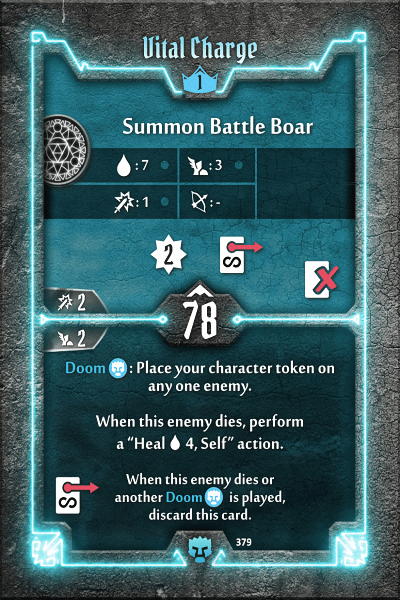 Vital Charge
1
Summon Battle Boar
: 7
: 3
: 1
: -
2
S
2
78
2
Doom : Place your character token on
any one enemy.
When this enemy dies, perform
a “Heal 4, Self” action.
When this enemy dies or
another Doom is played,
discard this card.
S
379